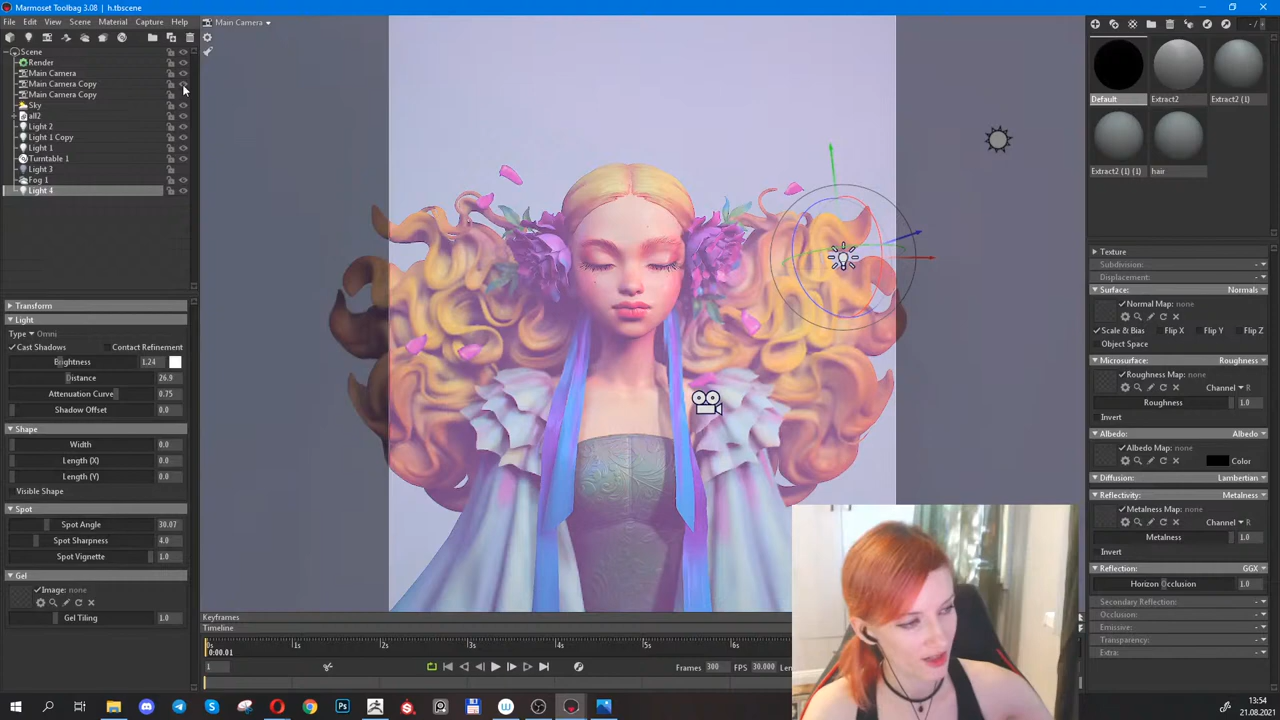 Marmoset Toolbag 3.08 | h.tbscene
File Edit View Scene Material Capture Help
Main Camera
- /
Scene
Render
Main Camera
Main Camera Copy
Main Camera Copy
Sky
all2
Light 2
Light 1 Copy
Light 1
Turntable 1
Light 3
Fog 1
Light 4
Default Extract2 Extract2 (1)
Extract2 (1) (1) hair
Transform
Light
Type Omni
Cast Shadows Contact Refinement
Brightness 1.24
Distance 26.9
Attenuation Curve 0.75
Shadow Offset 0.0
Shape
Width 0.0
Length (X) 0.0
Length (Y) 0.0
Visible Shape
Spot
Spot Angle 30.07
Spot Sharpness 4.0
Spot Vignette 1.0
Gel
Image: none
Gel Tiling 1.0
Keyframes
Timeline
0s 1s 2s 3s 4s 5s 6s
0:00.01
1
Frames 300 FPS 30.000
Texture
Subdivision: -
Displacement: -
Surface: Normals
Normal Map: none
Scale & Bias Flip X Flip Y Flip Z
Object Space
Microsurface: Roughness
Roughness Map: none
Channel R
Roughness 1.0
Invert
Albedo: Albedo
Albedo Map: none
Color
Diffusion: Lambertian
Reflectivity: Metalness
Metalness Map: none
Channel R
Metalness 1.0
Invert
Reflection: GGX
Horizon Occlusion 1.0
Secondary Reflection: -
Occlusion: -
Emissive: -
Transparency: -
Extra: -
Ps
W
13:54
21.08.2021